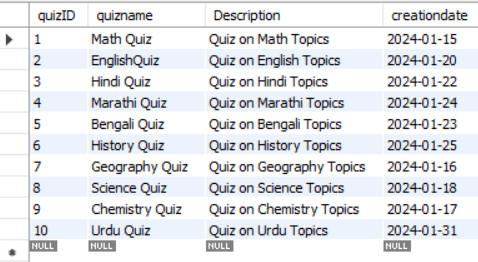 quizID quizname Description creationdate
1 Math Quiz Quiz on Math Topics 2024-01-15
2 EnglishQuiz Quiz on English Topics 2024-01-20
3 Hindi Quiz Quiz on Hindi Topics 2024-01-22
4 Marathi Quiz Quiz on Marathi Topics 2024-01-24
5 Bengali Quiz Quiz on Bengali Topics 2024-01-23
6 History Quiz Quiz on History Topics 2024-01-25
7 Geography Quiz Quiz on Geography Topics 2024-01-16
8 Science Quiz Quiz on Science Topics 2024-01-18
9 Chemistry Quiz Quiz on Chemistry Topics 2024-01-17
10 Urdu Quiz Quiz on Urdu Topics 2024-01-31
NULL NULL NULL NULL